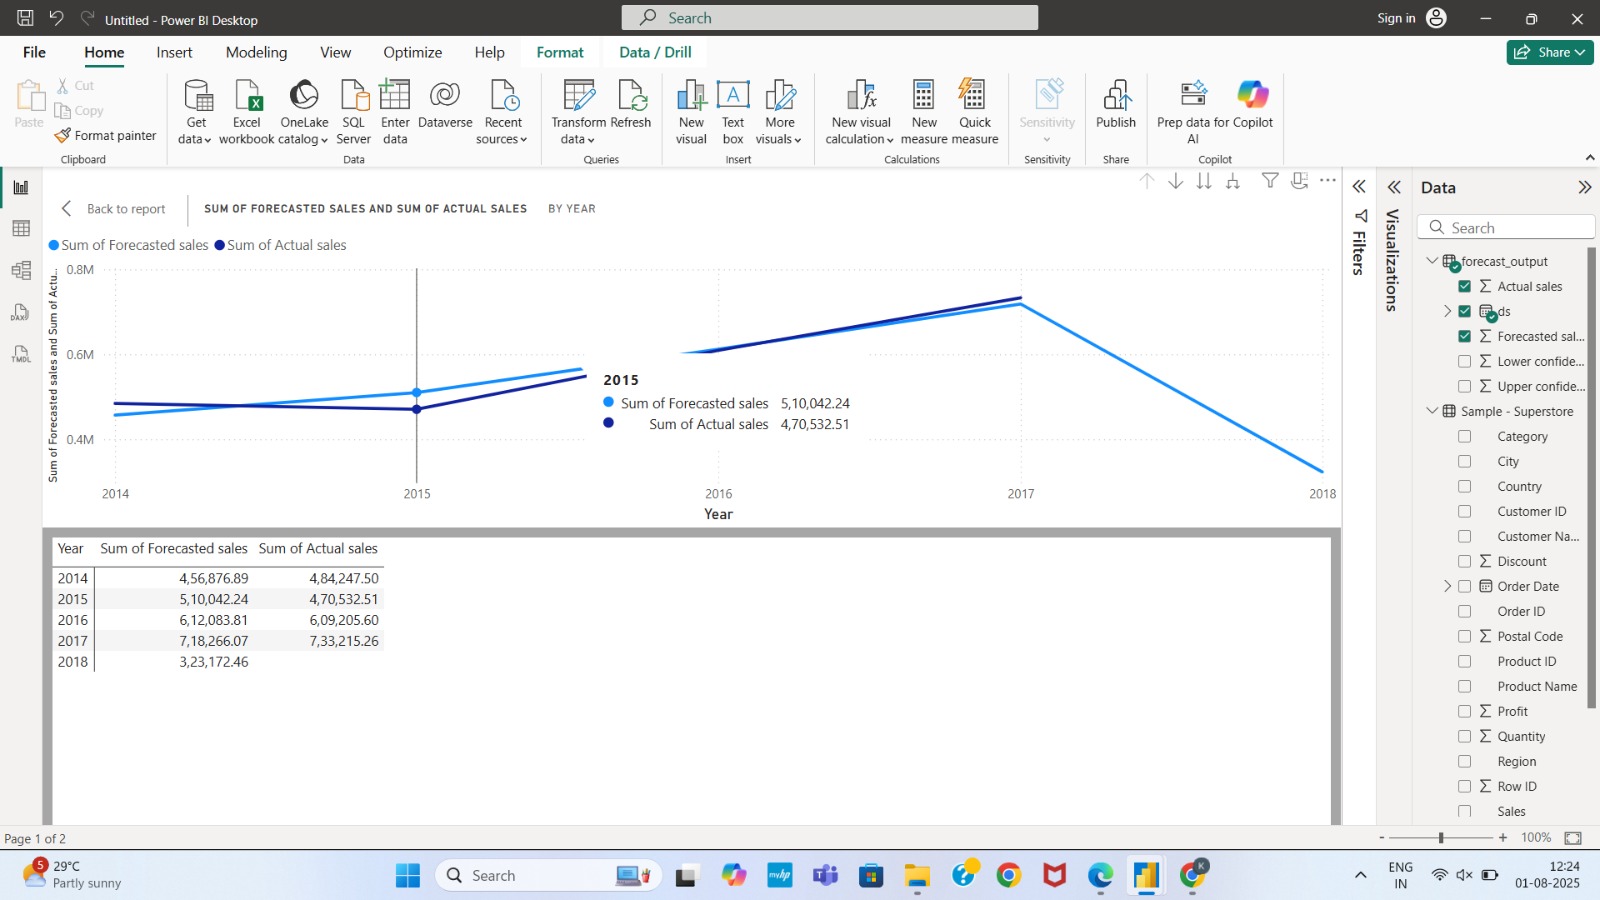 Untitled - Power BI Desktop
Search
Sign in
File Home Insert Modeling View Optimize Help Format Data / Drill
Share
Paste
Cut
Copy
Format painter
Clipboard
Get data
Excel workbook
OneLake catalog
SQL Server
Enter data
Dataverse
Recent sources
Data
Transform data
Refresh
Queries
New visual
Text box
More visuals
Insert
New visual calculation
New measure
Quick measure
Calculations
Sensitivity
Sensitivity
Publish
Share
Prep data for AI
Copilot
Copilot
Back to report
SUM OF FORECASTED SALES AND SUM OF ACTUAL SALES BY YEAR
Sum of Forecasted sales Sum of Actual sales
Sum of Forecasted sales and Sum of Actu...
0.8M
0.6M
0.4M
2015
Sum of Forecasted sales 5,10,042.24
Sum of Actual sales 4,70,532.51
2014 2015 2016 2017 2018
Year
Year Sum of Forecasted sales Sum of Actual sales
2014 4,56,876.89 4,84,247.50
2015 5,10,042.24 4,70,532.51
2016 6,12,083.81 6,09,205.60
2017 7,18,266.07 7,33,215.26
2018 3,23,172.46
Filters
Visualizations
Data
Search
forecast_output
Actual sales
ds
Forecasted sal...
Lower confide...
Upper confide...
Sample - Superstore
Category
City
Country
Customer ID
Customer Na...
Discount
Order Date
Order ID
Postal Code
Product ID
Product Name
Profit
Quantity
Region
Row ID
Sales
Page 1 of 2
100%
5
29°C
Partly sunny
Search
myhp
K
ENG
IN
12:24
01-08-2025